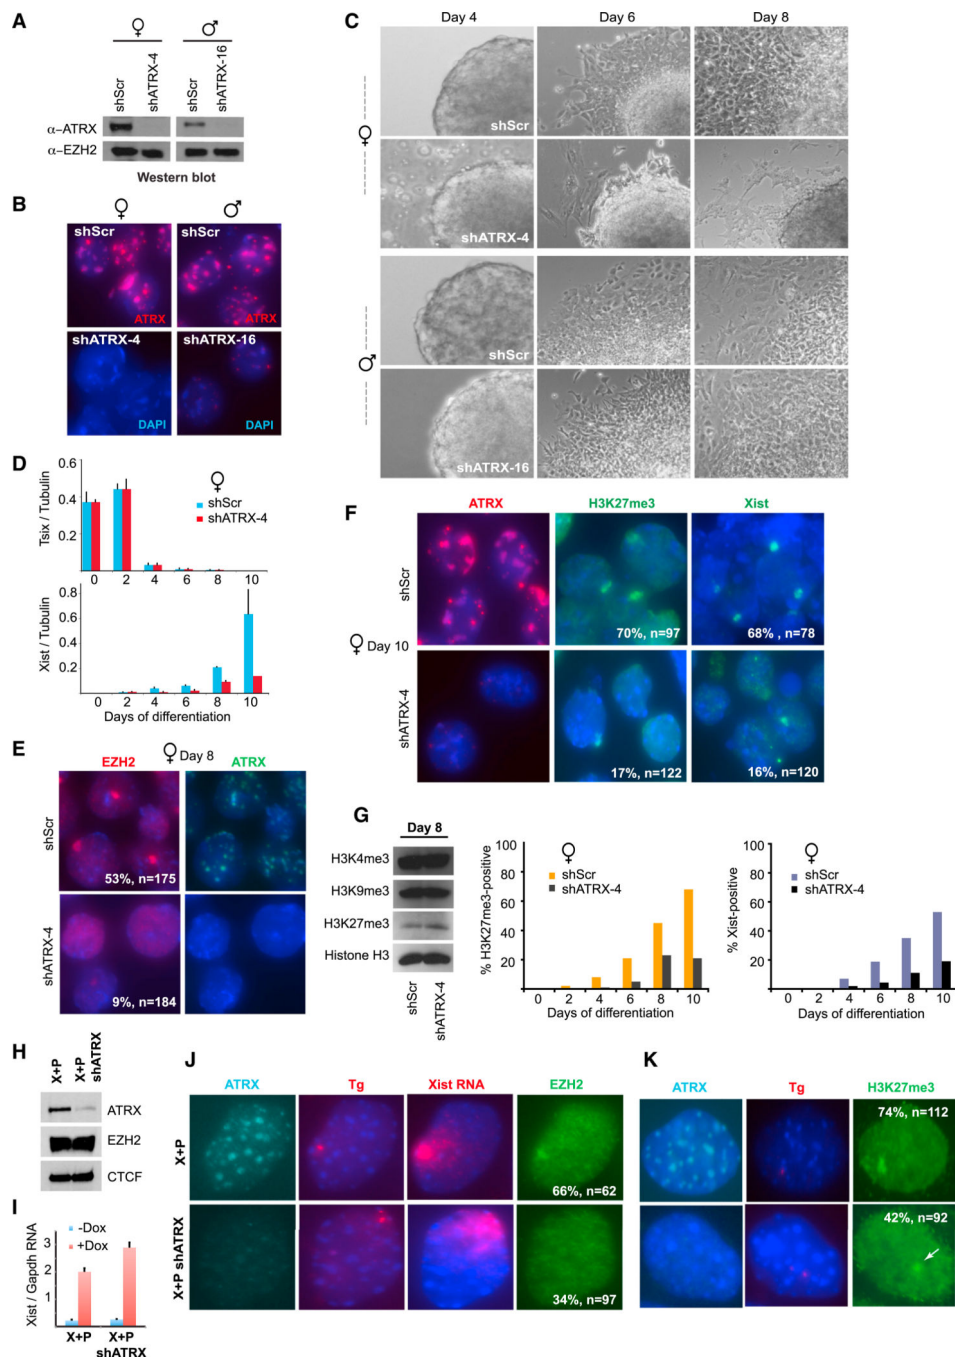 A
♀ ♂
shScr shATRX-4 shScr shATRX-16
α-ATRX
α-EZH2
Western blot
B
♀ ♂
shScr shScr
ATRX ATRX
shATRX-4 shATRX-16
DAPI DAPI
C
Day 4 Day 6 Day 8
♀
shScr
shATRX-4
♂
shScr
shATRX-16
D
♀
shScr
shATRX-4
Tsix / Tubulin
0.6
0.4
0.2
0 2 4 6 8 10
Xist / Tubulin
0.6
0.4
0.2
0 2 4 6 8 10
Days of differentiation
E
♀ Day 8
EZH2 ATRX
shScr
53%, n=175
shATRX-4
9%, n=184
F
ATRX H3K27me3 Xist
♀ Day 10
shScr
70%, n=97
68% , n=78
shATRX-4
17%, n=122
16%, n=120
G
Day 8
H3K4me3
H3K9me3
H3K27me3
Histone H3
shScr shATRX-4
♀
shScr
shATRX-4
% H3K27me3-positive
100
80
60
40
20
0 2 4 6 8 10
Days of differentiation
♀
shScr
shATRX-4
% Xist-positive
100
80
60
40
20
0 2 4 6 8 10
Days of differentiation
H
X+P X+P shATRX
ATRX
EZH2
CTCF
I
-Dox
+Dox
Xist / Gapdh RNA
3
2
1
X+P X+P
shATRX
J
ATRX Tg Xist RNA EZH2
X+P
66%, n=62
X+P shATRX
34%, n=97
K
ATRX Tg H3K27me3
74%, n=112
42%, n=92